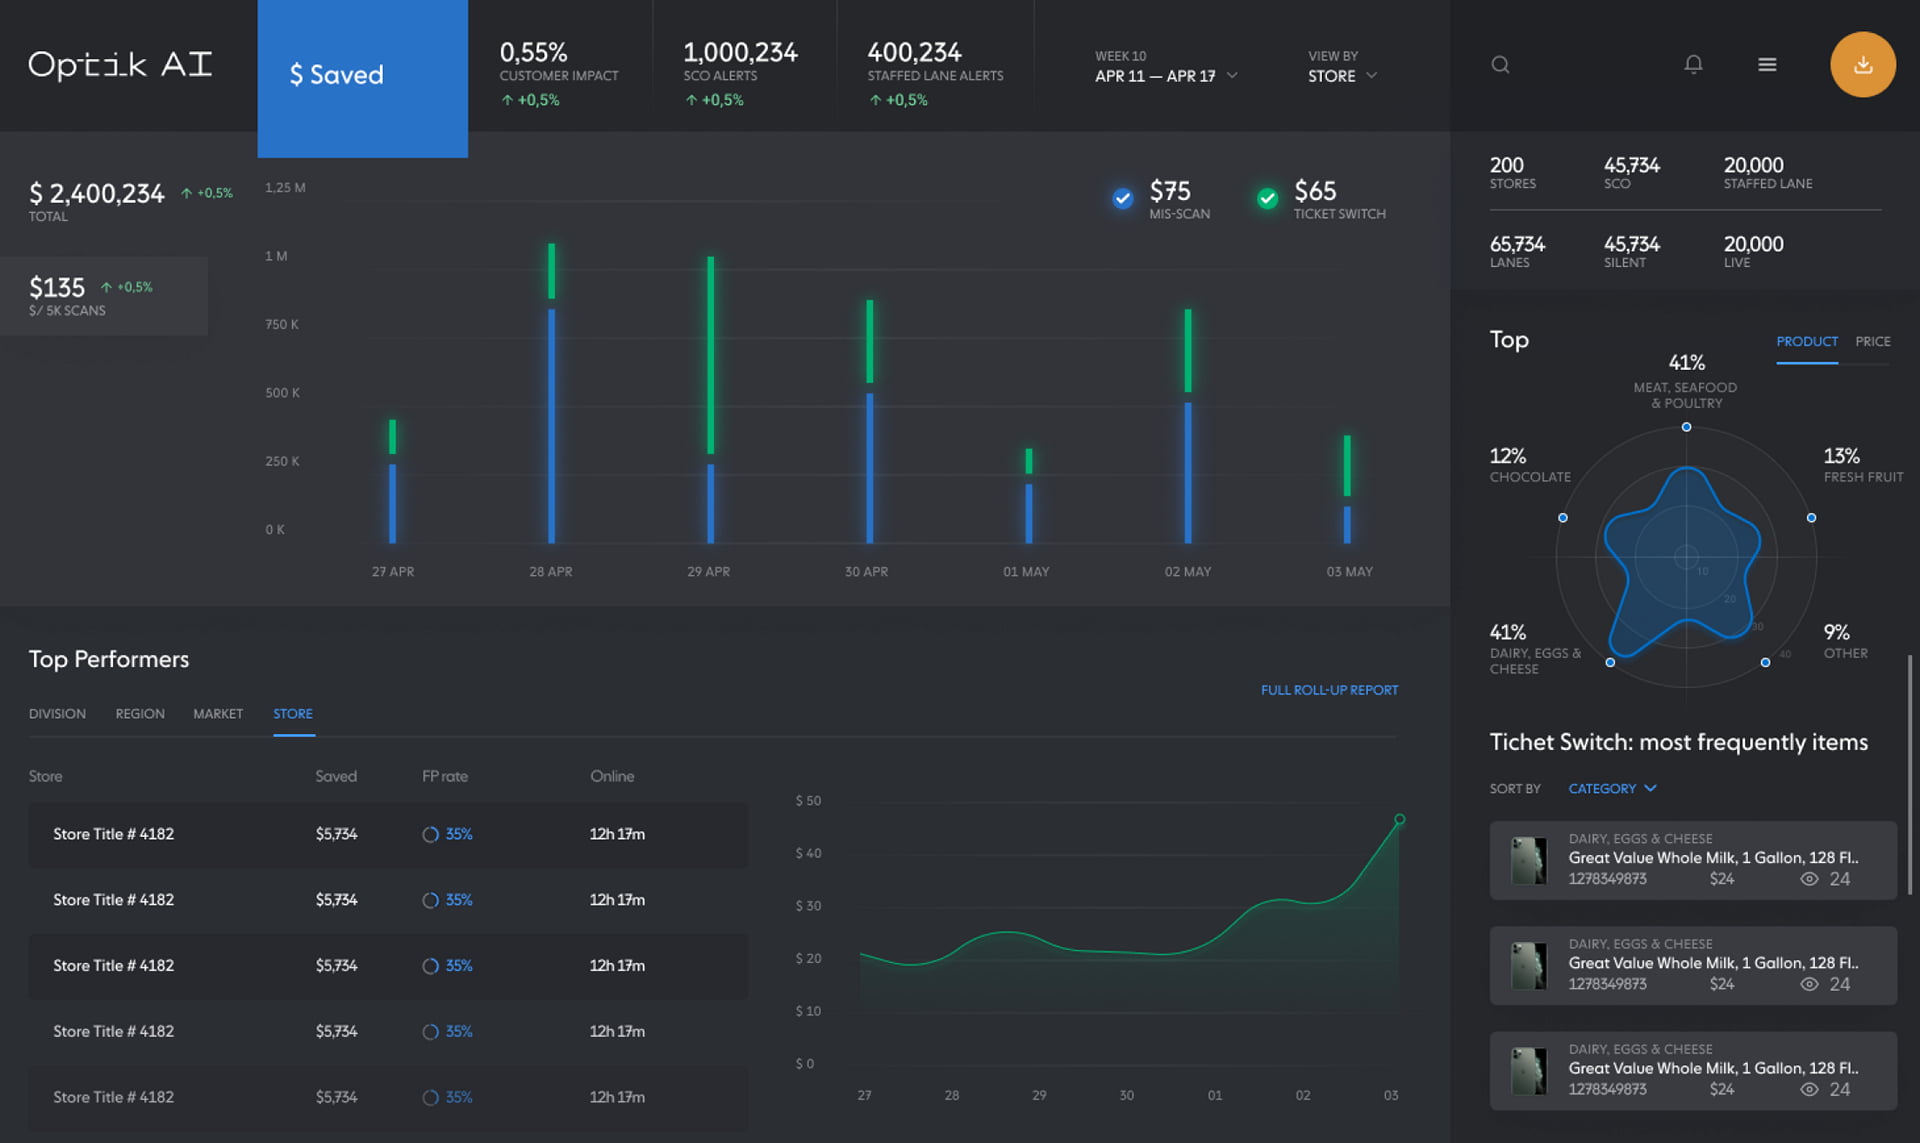 Optik AI
$ Saved
0,55%
CUSTOMER IMPACT
+0,5%
1,000,234
SCO ALERTS
+0,5%
400,234
STAFFED LANE ALERTS
+0,5%
WEEK 10
APR 11 — APR 17
VIEW BY
STORE
$ 2,400,234 +0,5%
TOTAL
$135 +0,5%
$/ 5K SCANS
$75
MIS-SCAN
$65
TICKET SWITCH
1,25 M
1 M
750 K
500 K
250 K
0 K
27 APR 28 APR 29 APR 30 APR 01 MAY 02 MAY 03 MAY
200
STORES
45,734
SCO
20,000
STAFFED LANE
65,734
LANES
45,734
SILENT
20,000
LIVE
Top
PRODUCT PRICE
41%
MEAT, SEAFOOD
& POULTRY
12%
CHOCOLATE
13%
FRESH FRUIT
41%
DAIRY, EGGS &
CHEESE
9%
OTHER
10
20
30
40
Top Performers
FULL ROLL-UP REPORT
DIVISION REGION MARKET STORE
Store Saved FP rate Online
Store Title # 4182 $5,734 35% 12h 17m
Store Title # 4182 $5,734 35% 12h 17m
Store Title # 4182 $5,734 35% 12h 17m
Store Title # 4182 $5,734 35% 12h 17m
Store Title # 4182 $5,734 35% 12h 17m
$ 50
$ 40
$ 30
$ 20
$ 10
$ 0
27 28 29 30 01 02 03
Tichet Switch: most frequently items
SORT BY CATEGORY
DAIRY, EGGS & CHEESE
Great Value Whole Milk, 1 Gallon, 128 Fl..
1278349873 $24 24
DAIRY, EGGS & CHEESE
Great Value Whole Milk, 1 Gallon, 128 Fl..
1278349873 $24 24
DAIRY, EGGS & CHEESE
Great Value Whole Milk, 1 Gallon, 128 Fl..
1278349873 $24 24